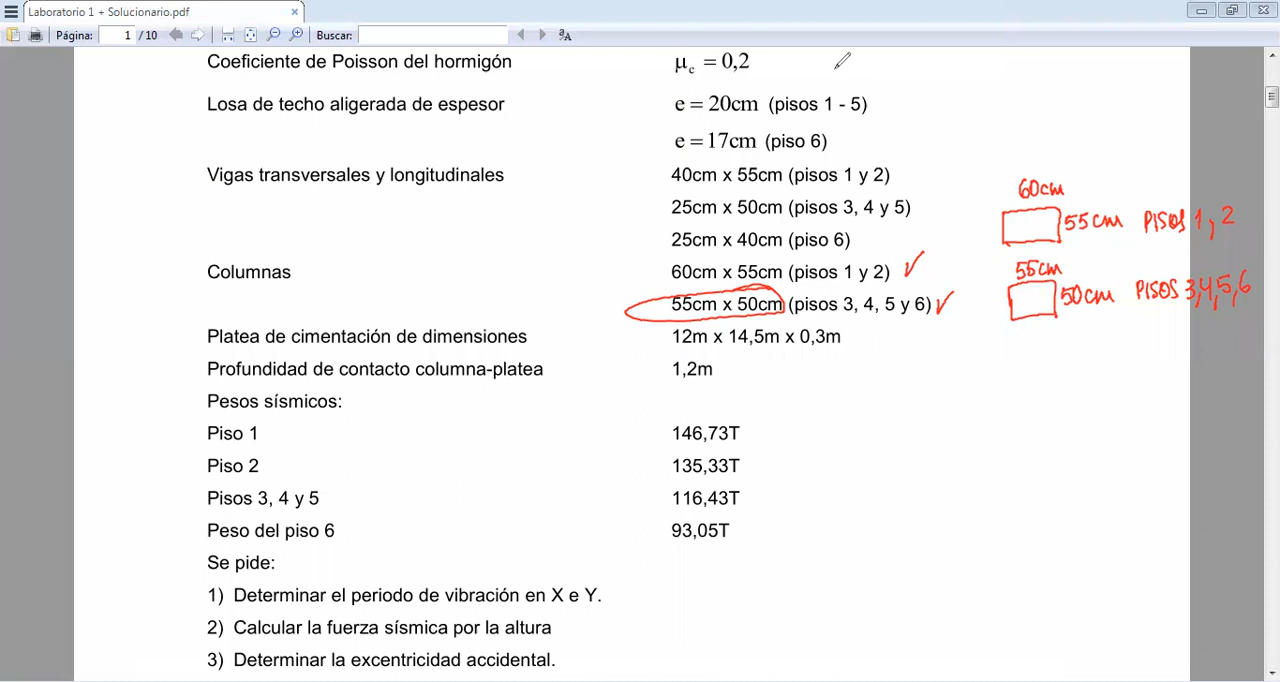 Laboratorio 1 + Solucionario.pdf
Página: 1 / 10 Buscar:
Coeficiente de Poisson del hormigón μc = 0,2
Losa de techo aligerada de espesor e = 20cm (pisos 1 - 5)
e = 17cm (piso 6)
Vigas transversales y longitudinales 40cm x 55cm (pisos 1 y 2)
60cm
25cm x 50cm (pisos 3, 4 y 5)
55cm PISOS 1, 2
25cm x 40cm (piso 6)
Columnas 60cm x 55cm (pisos 1 y 2)
55cm
55cm x 50cm (pisos 3, 4, 5 y 6)
50cm PISOS 3,4,5,6
Platea de cimentación de dimensiones 12m x 14,5m x 0,3m
Profundidad de contacto columna-platea 1,2m
Pesos sísmicos:
Piso 1 146,73T
Piso 2 135,33T
Pisos 3, 4 y 5 116,43T
Peso del piso 6 93,05T
Se pide:
1) Determinar el periodo de vibración en X e Y.
2) Calcular la fuerza sísmica por la altura
3) Determinar la excentricidad accidental.